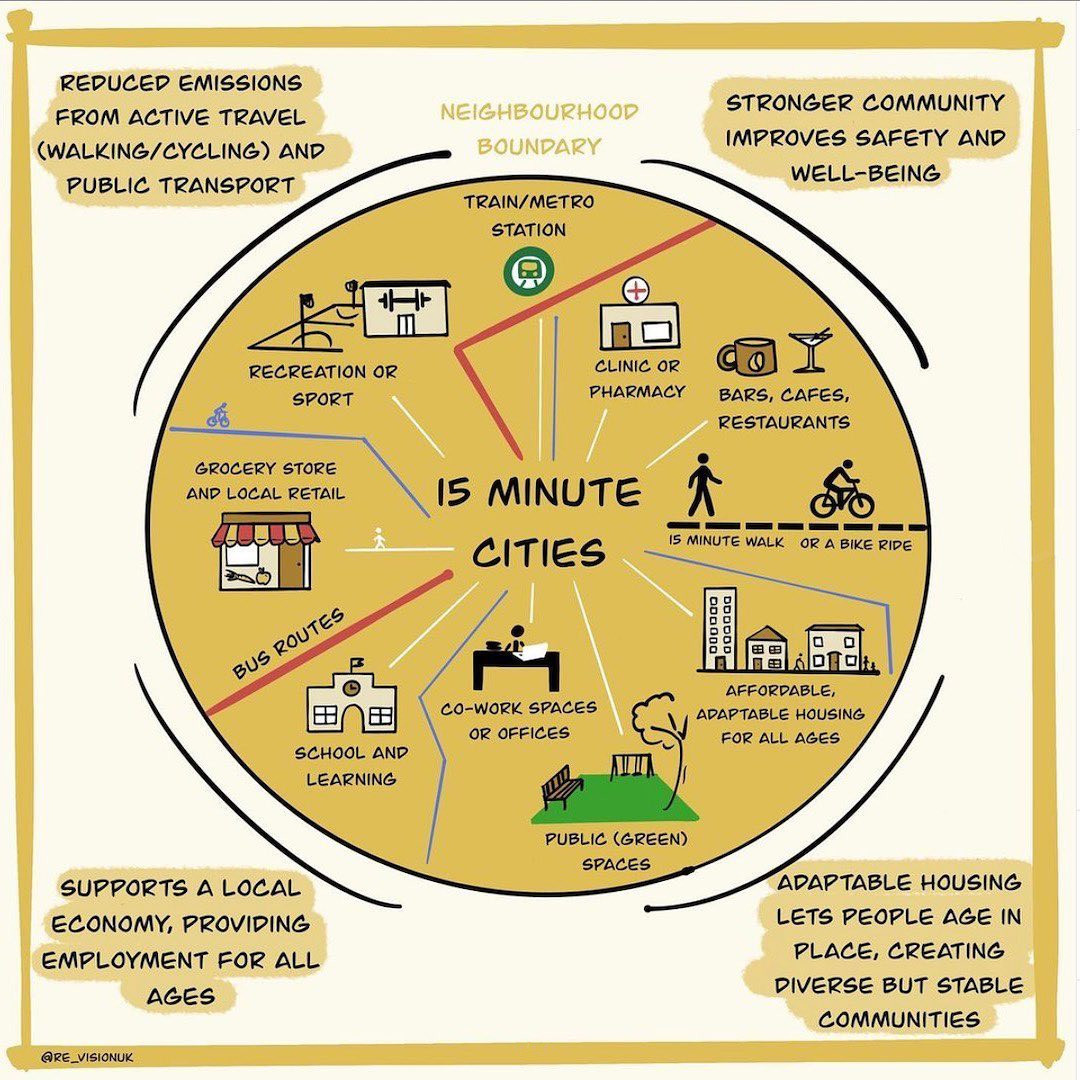 REDUCED EMISSIONS
FROM ACTIVE TRAVEL
(WALKING/CYCLING) AND
PUBLIC TRANSPORT
NEIGHBOURHOOD
BOUNDARY
STRONGER COMMUNITY
IMPROVES SAFETY AND
WELL-BEING
TRAIN/METRO
STATION
RECREATION OR
SPORT
CLINIC OR
PHARMACY
BARS, CAFES,
RESTAURANTS
GROCERY STORE
AND LOCAL RETAIL
15 MINUTE
CITIES
15 MINUTE WALK OR A BIKE RIDE
BUS ROUTES
SCHOOL AND
LEARNING
CO-WORK SPACES
OR OFFICES
AFFORDABLE,
ADAPTABLE HOUSING
FOR ALL AGES
PUBLIC (GREEN)
SPACES
SUPPORTS A LOCAL
ECONOMY, PROVIDING
EMPLOYMENT FOR ALL
AGES
ADAPTABLE HOUSING
LETS PEOPLE AGE IN
PLACE, CREATING
DIVERSE BUT STABLE
COMMUNITIES
@RE_VISIONUK